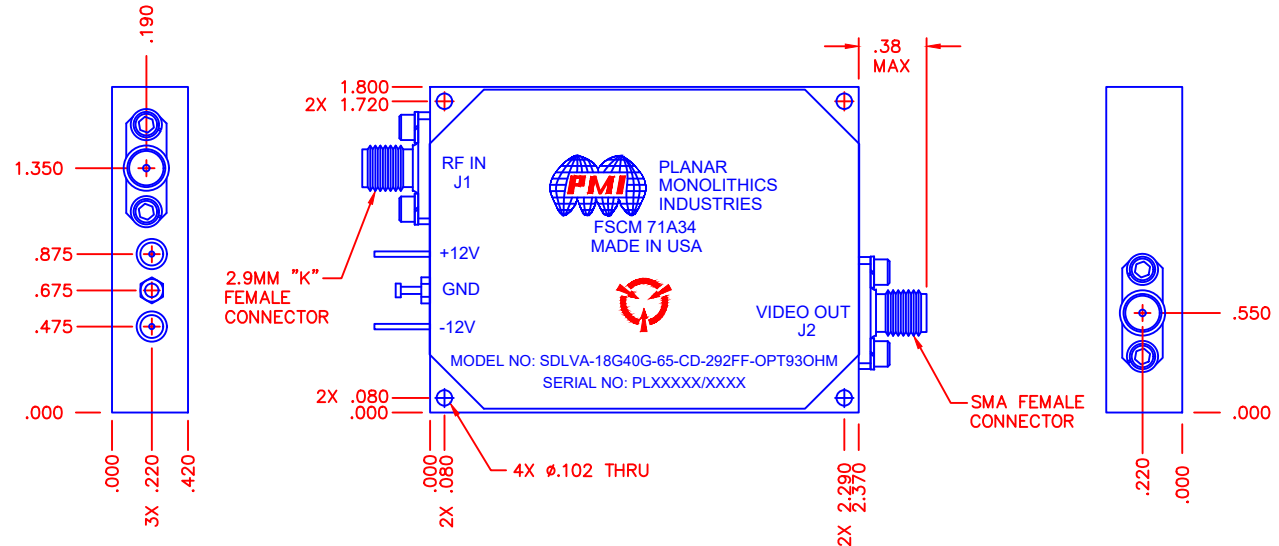 .190
1.350
.875
.675
.475
.000
.000
3X .220
.420
2.9MM "K"
FEMALE
CONNECTOR
1.800
2X 1.720
RF IN
J1
+12V
GND
-12V
PMI
PLANAR
MONOLITHICS
INDUSTRIES
FSCM 71A34
MADE IN USA
VIDEO OUT
J2
MODEL NO: SDLVA-18G40G-65-CD-292FF-OPT93OHM
SERIAL NO: PLXXXXX/XXXX
2X .080
.000
.000
2X .080
4X Ø.102 THRU
2X 2.290
2.370
.38
MAX
SMA FEMALE
CONNECTOR
.550
.000
.220
.000